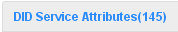 DID Service Attributes(145)